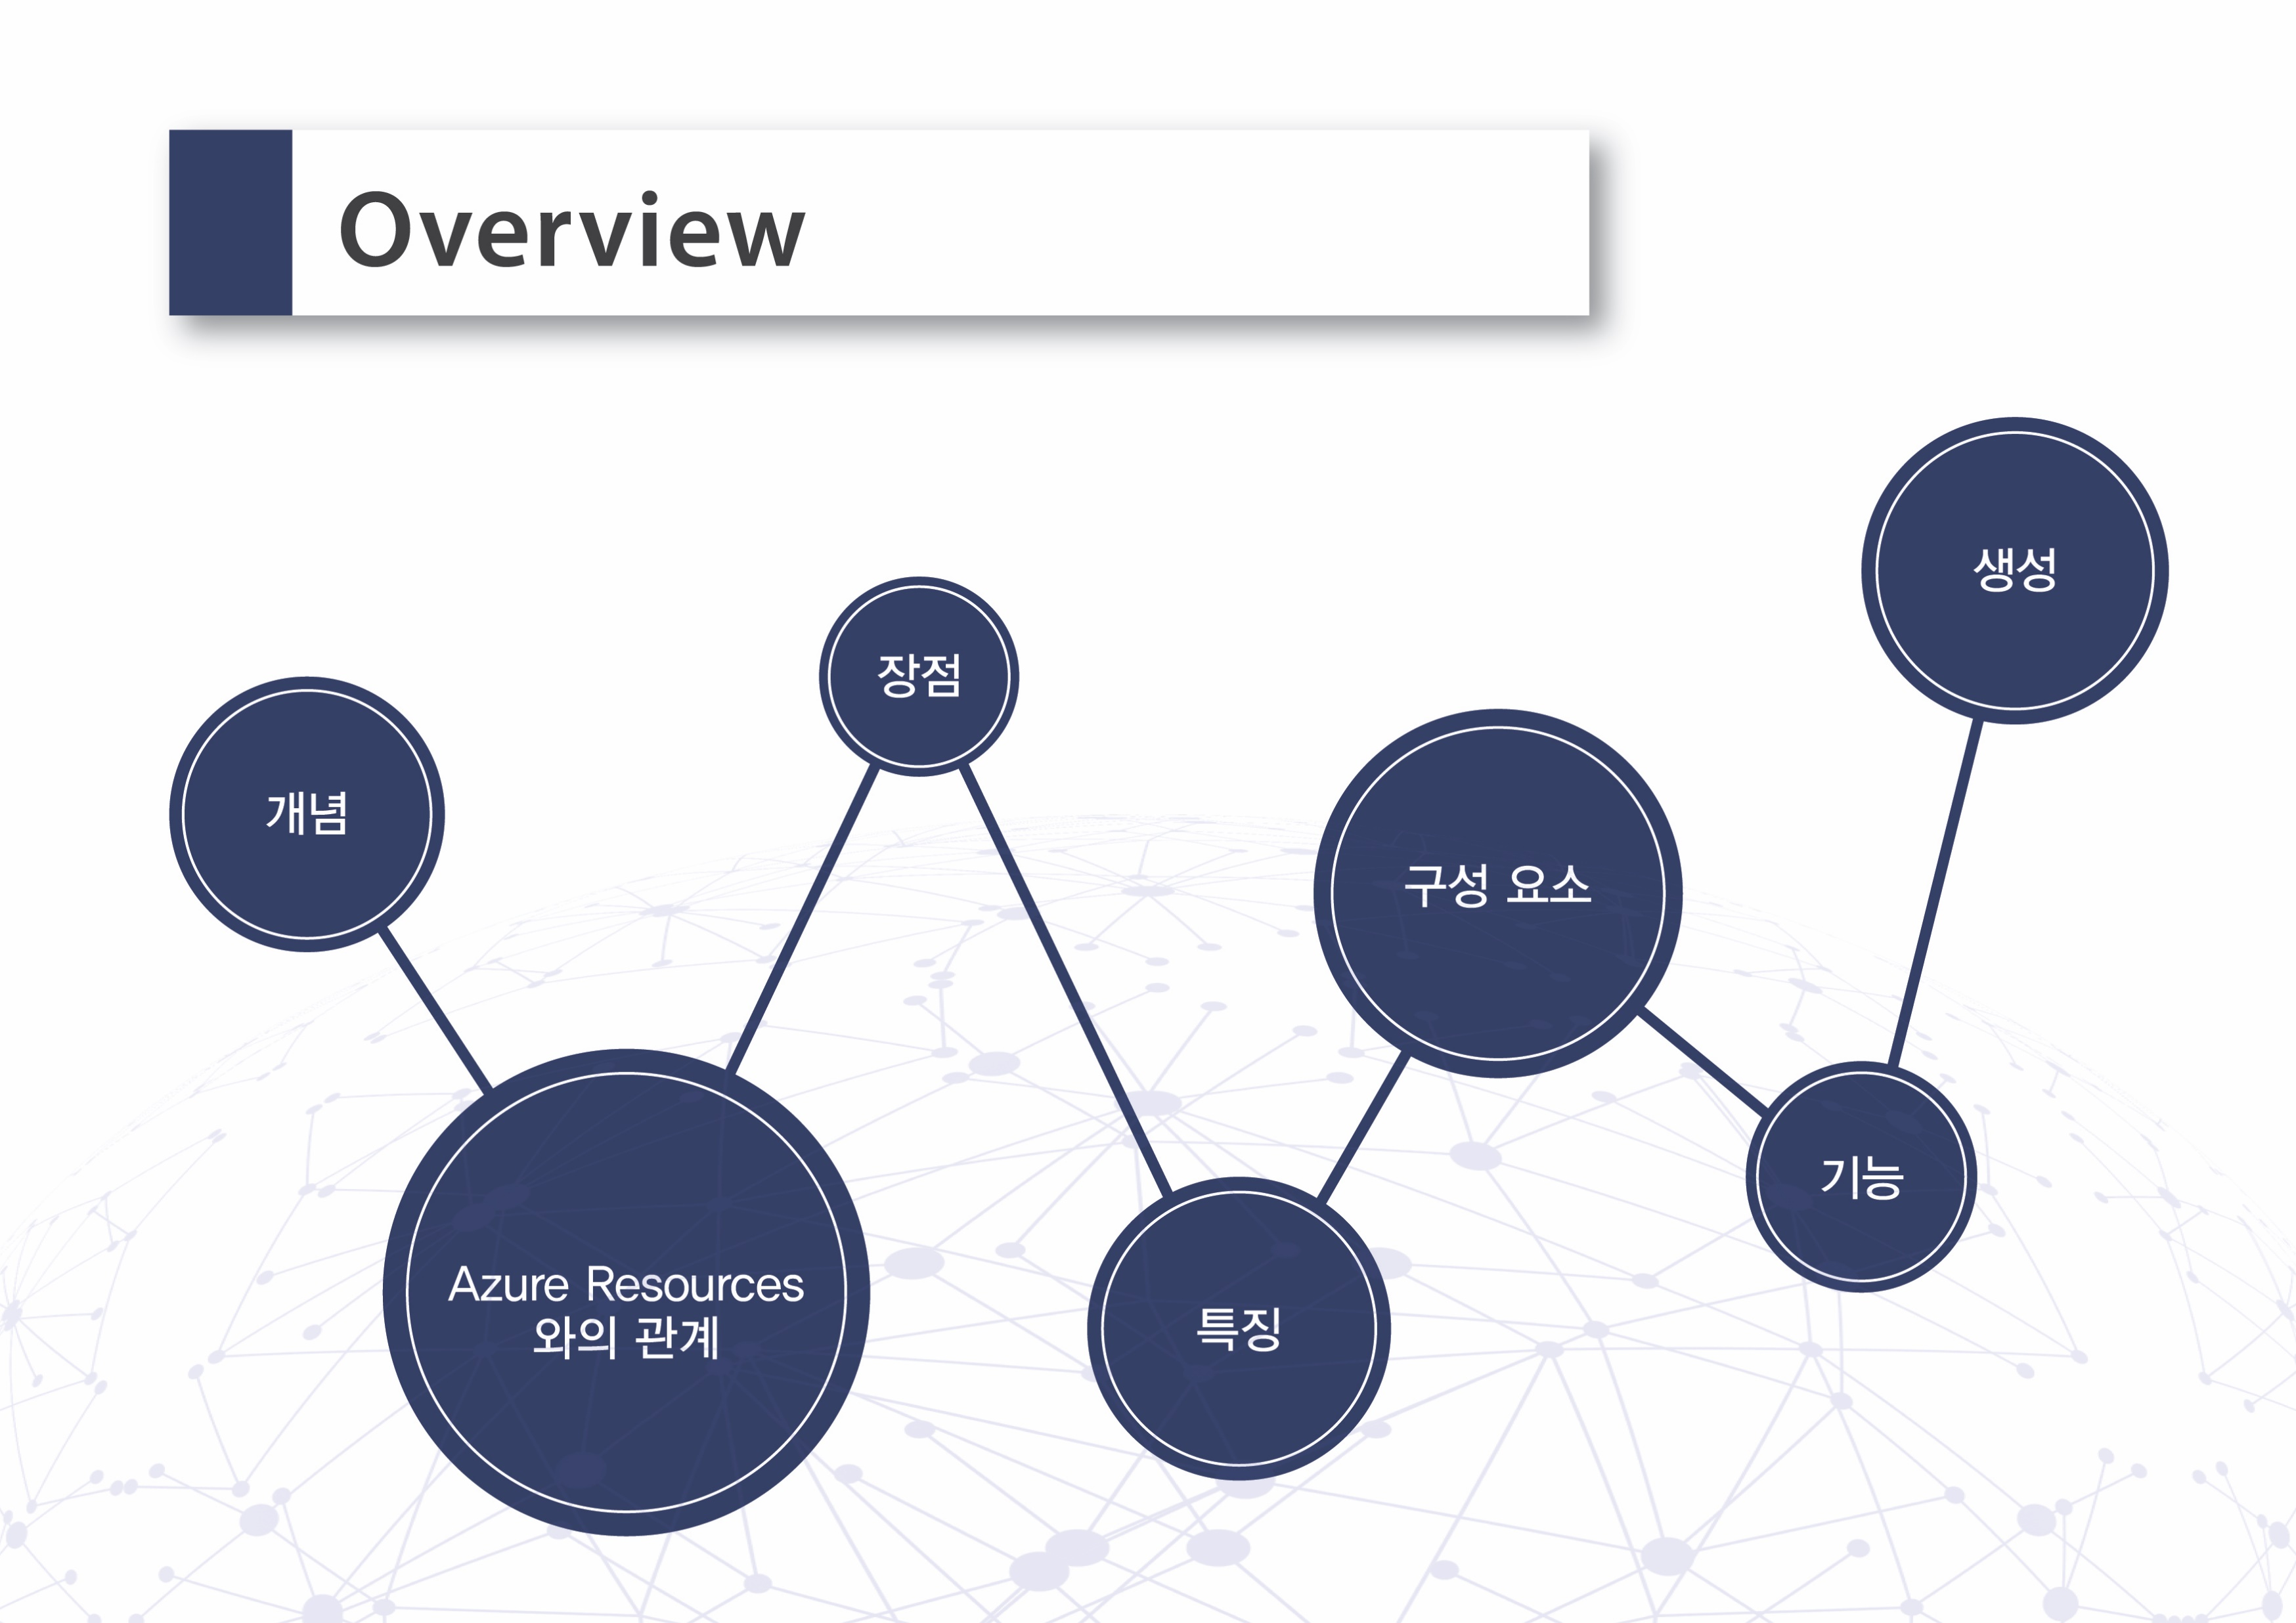 Overview
개념
Azure Resources
와의 관계
장점
특징
구성 요소
기능
생성